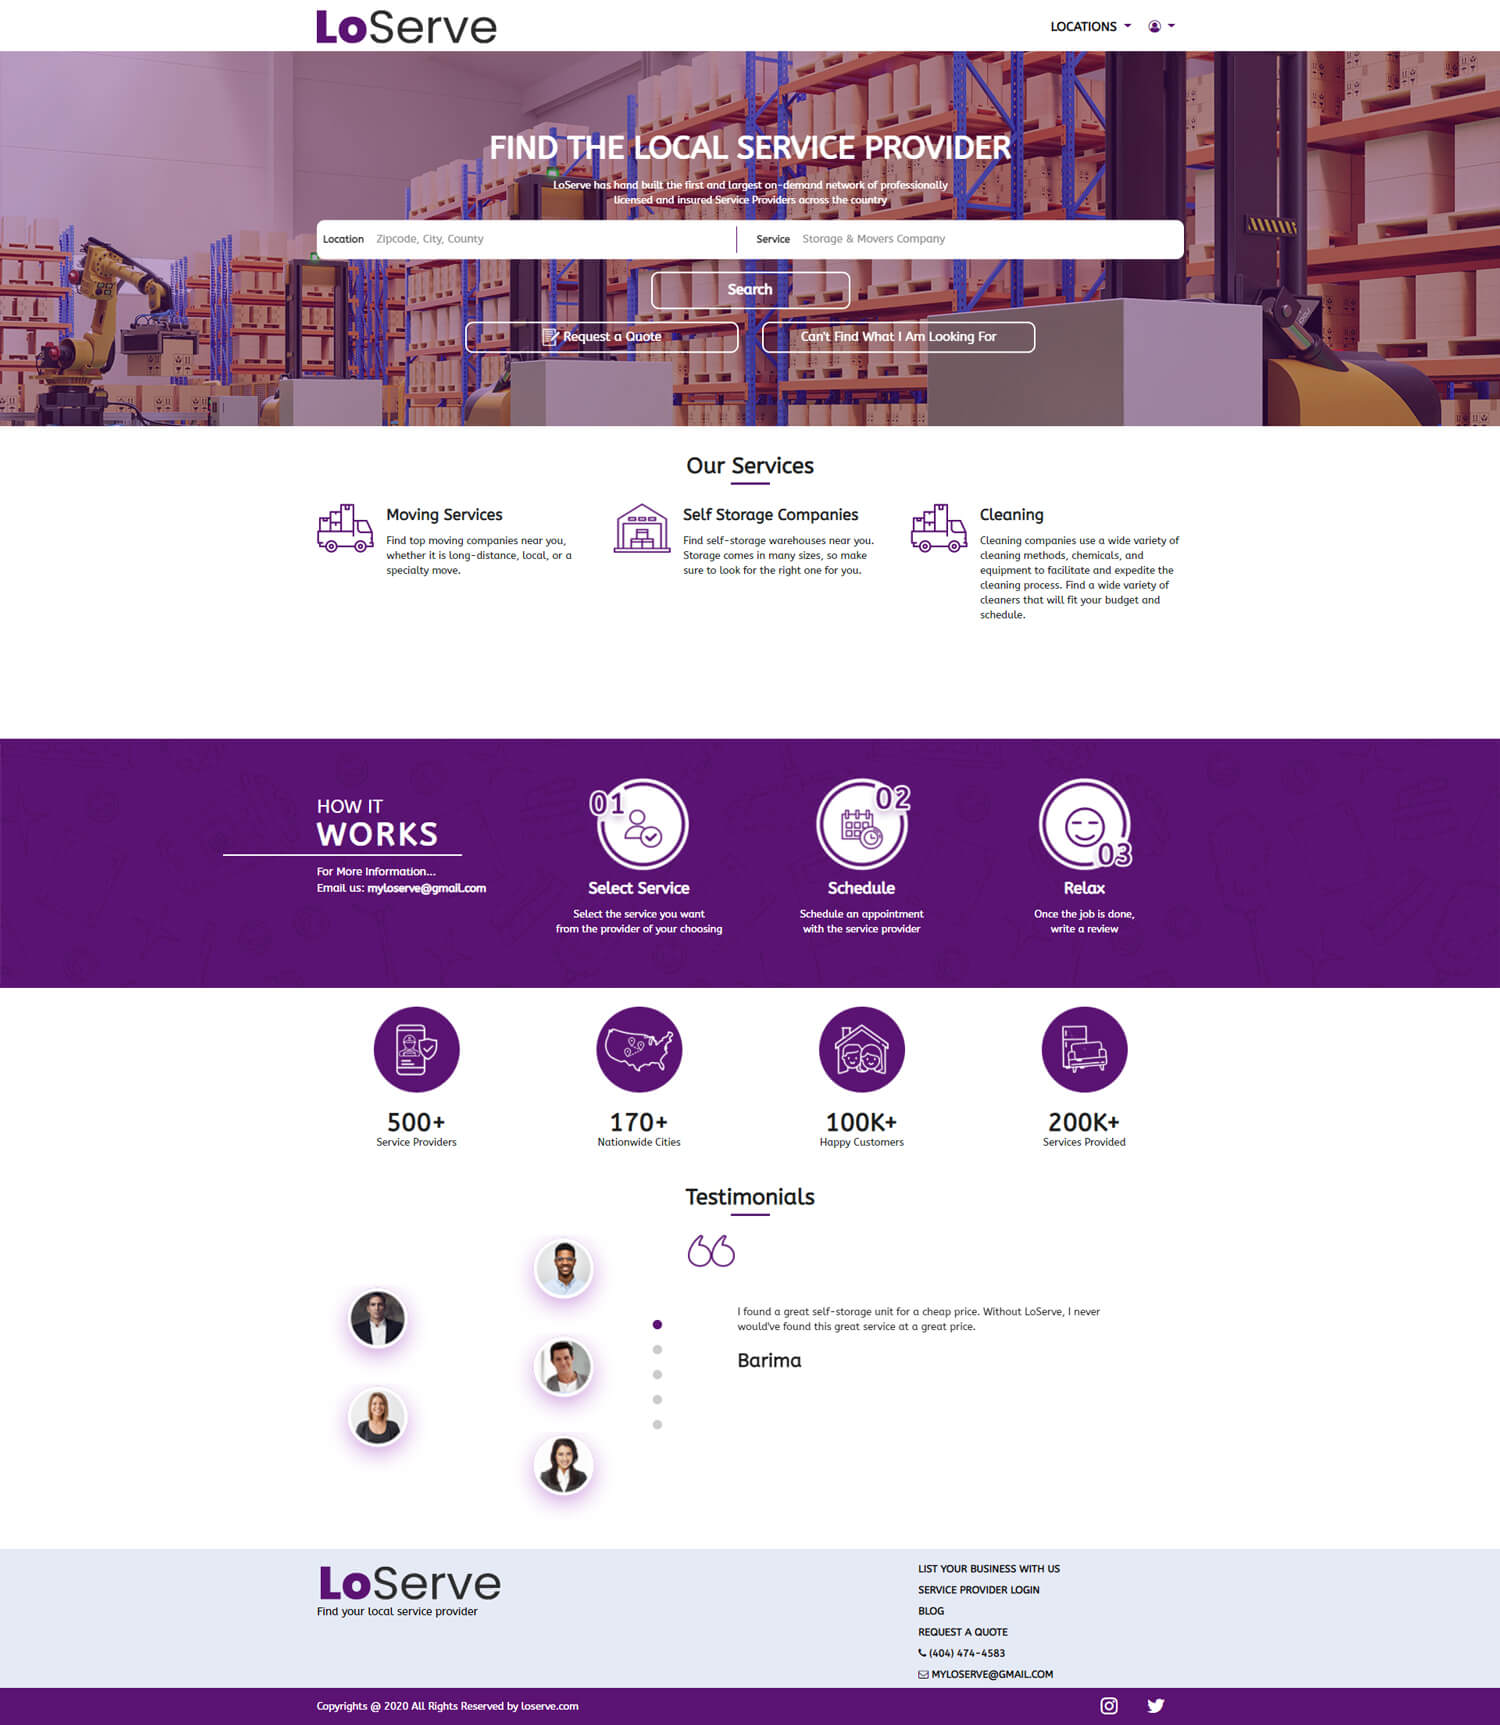 LoServe
LOCATIONS
FIND THE LOCAL SERVICE PROVIDER
LoServe has hand built the first and largest on-demand network of professionally
licensed and insured Service Providers across the country
Location Zipcode, City, County Service Storage & Movers Company
Search
Request a Quote Can't Find What I Am Looking For
Our Services
Moving Services
Find top moving companies near you,
whether it is long-distance, local, or a
specialty move.
Self Storage Companies
Find self-storage warehouses near you.
Storage comes in many sizes, so make
sure to look for the right one for you.
Cleaning
Cleaning companies use a wide variety of
cleaning methods, chemicals, and
equipment to facilitate and expedite the
cleaning process. Find a wide variety of
cleaners that will fit your budget and
schedule.
HOW IT
WORKS
For More Information...
Email us: myloserve@gmail.com
01
Select Service
Select the service you want
from the provider of your choosing
02
Schedule
Schedule an appointment
with the service provider
03
Relax
Once the job is done,
write a review
500+
Service Providers
170+
Nationwide Cities
100K+
Happy Customers
200K+
Services Provided
Testimonials
I found a great self-storage unit for a cheap price. Without LoServe, I never
would've found this great service at a great price.
Barima
LoServe
Find your local service provider
LIST YOUR BUSINESS WITH US
SERVICE PROVIDER LOGIN
BLOG
REQUEST A QUOTE
(404) 474-4583
MYLOSERVE@GMAIL.COM
Copyrights @ 2020 All Rights Reserved by loserve.com